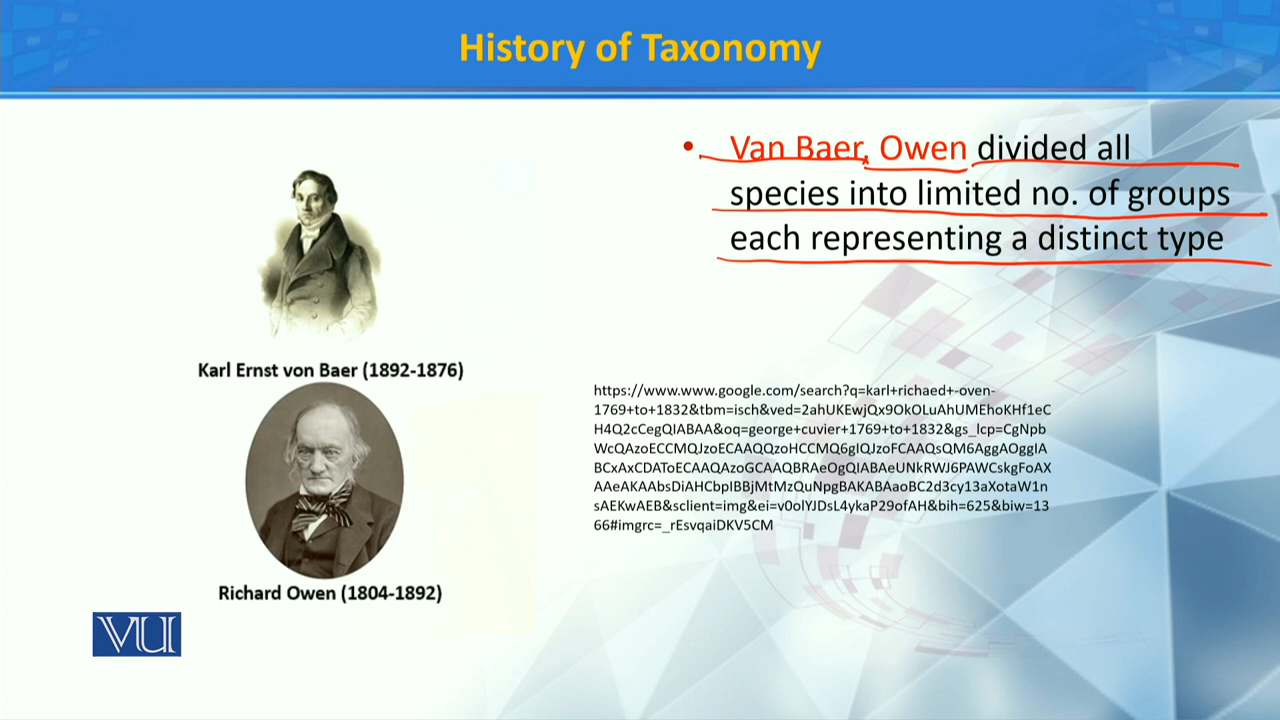 History of Taxonomy
• Van Baer, Owen divided all
species into limited no. of groups
each representing a distinct type
Karl Ernst von Baer (1892-1876)
Richard Owen (1804-1892)
https://www.www.google.com/search?q=karl+richaed+-oven-
1769+to+1832&tbm=isch&ved=2ahUKEwjQx9OkOLuAhUMEhoKHf1eC
H4Q2cCegQIABAA&oq=george+cuvier+1769+to+1832&gs_lcp=CgNpb
WcQAzoECCMQJzoECAAQQzoHCCMQ6gIQJzoFCAAQsQM6AggAOggIA
BCxAxCDAToECAAQAzoGCAAQBRAeOgQIABAeUNkRWJ6PAWCskgFoAX
AAeAKAAbsDiAHCbpIBBjMtMzQuNpgBAKABAaoBC2d3cy13aXotaW1n
sAEKwAEB&sclient=img&ei=v0olYJDsL4ykaP29ofAH&bih=625&biw=13
66#imgrc=_rEsvqaiDKV5CM
VU